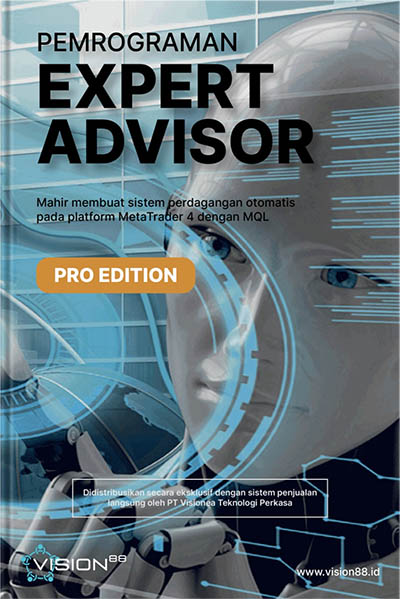 PEMROGRAMAN
EXPERT
ADVISOR
Mahir membuat sistem perdagangan otomatis
pada platform MetaTrader 4 dengan MQL
PRO EDITION
Didistribusikan secara eksklusif dengan sistem penjualan
langsung oleh PT Visionea Teknologi Perkasa
VISION88
www.vision88.id